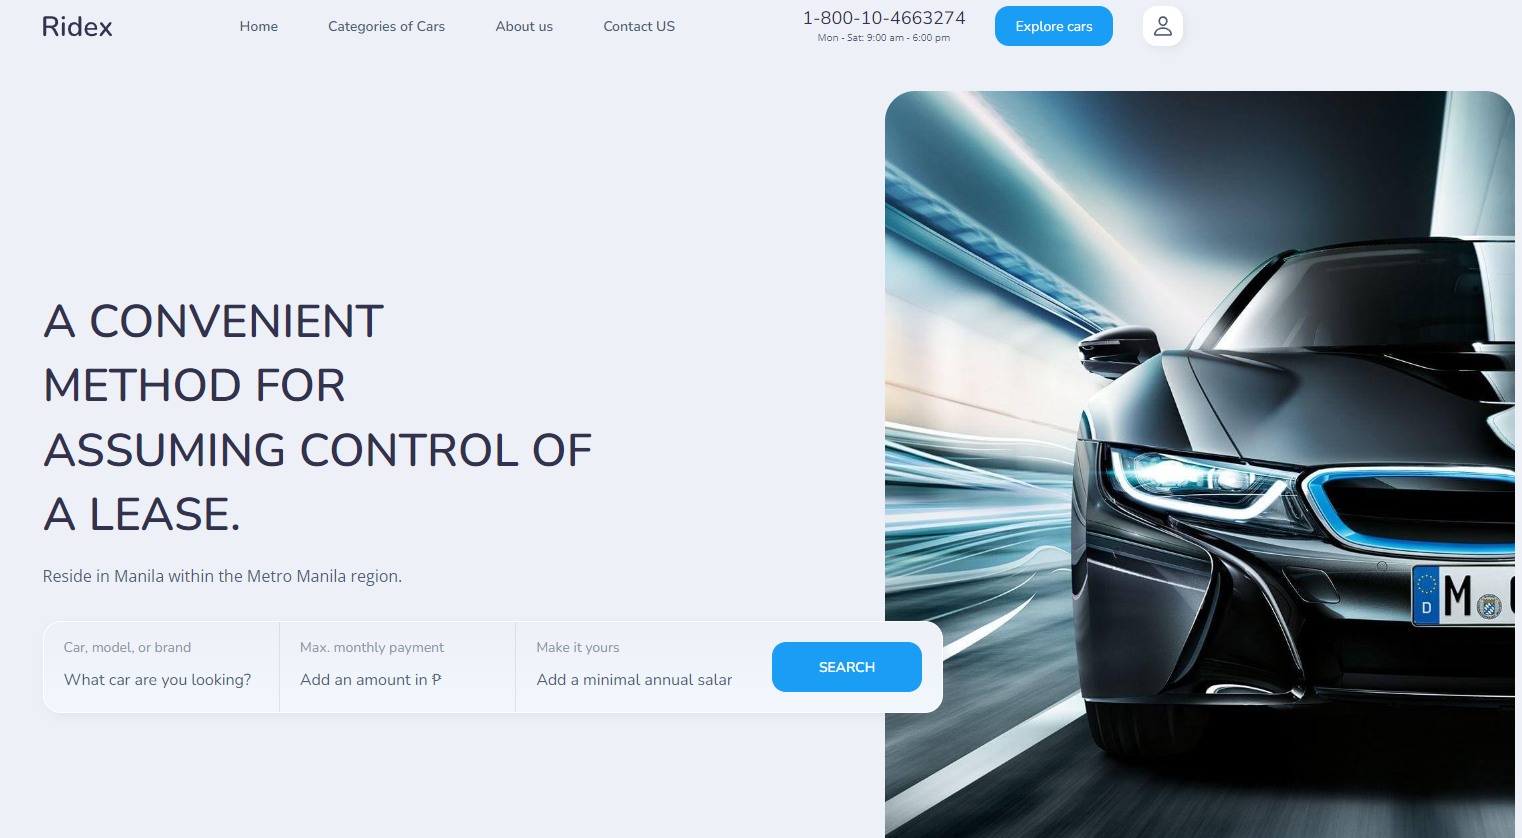 Ridex
Home
Categories of Cars
About us
Contact US
1-800-10-4663274
Mon - Sat: 9:00 am - 6:00 pm
Explore cars
A CONVENIENT
METHOD FOR
ASSUMING CONTROL OF
A LEASE.
Reside in Manila within the Metro Manila region.
Car, model, or brand
What car are you looking?
Max. monthly payment
Add an amount in ₱
Make it yours
Add a minimal annual salar
SEARCH
D
M